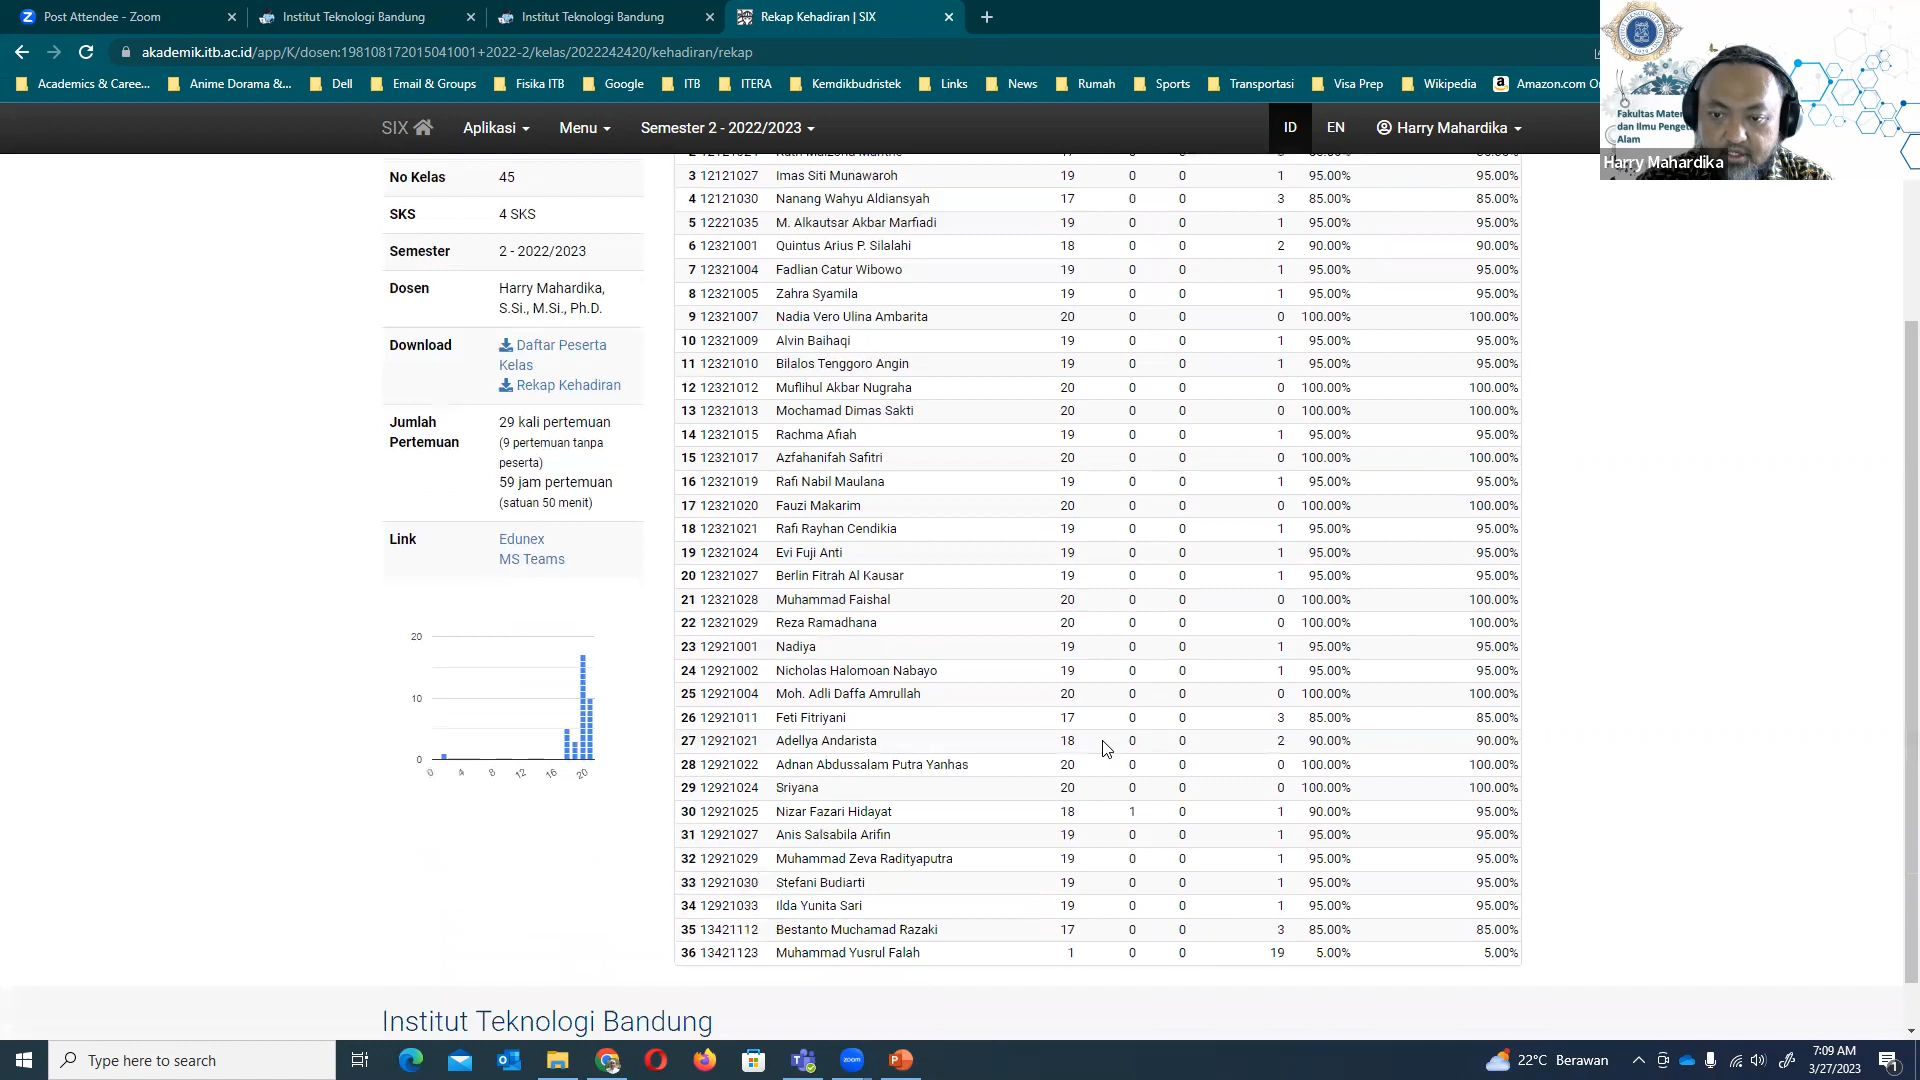 Post Attendee - Zoom
Institut Teknologi Bandung
Institut Teknologi Bandung
Rekap Kehadiran | SIX
akademik.itb.ac.id/app/K/dosen:198108172015041001+2022-2/kelas/2022242420/kehadiran/rekap
Academics & Caree... Anime Dorama &... Dell Email & Groups Fisika ITB Google ITB ITERA Kemdikbudristek Links News Rumah Sports Transportasi Visa Prep Wikipedia Amazon.com
SIX Aplikasi Menu Semester 2 - 2022/2023 ID EN Harry Mahardika
Fakultas
dan Ilmu
Alam
Harry Mahardika
No Kelas 45
SKS 4 SKS
Semester 2 - 2022/2023
Dosen Harry Mahardika,
S.Si., M.Si., Ph.D.
Download Daftar Peserta
Kelas
Rekap Kehadiran
Jumlah 29 kali pertemuan
Pertemuan (9 pertemuan tanpa
peserta)
59 jam pertemuan
(satuan 50 menit)
Link Edunex
MS Teams
20
10
0
0 4 8 12 16 20
3 12121027 Imas Siti Munawaroh 19 0 0 1 95.00% 95.00%
4 12121030 Nanang Wahyu Aldiansyah 17 0 0 3 85.00% 85.00%
5 12221035 M. Alkautsar Akbar Marfiadi 19 0 0 1 95.00% 95.00%
6 12321001 Quintus Arius P. Silalahi 18 0 0 2 90.00% 90.00%
7 12321004 Fadlian Catur Wibowo 19 0 0 1 95.00% 95.00%
8 12321005 Zahra Syamila 19 0 0 1 95.00% 95.00%
9 12321007 Nadia Vero Ulina Ambarita 20 0 0 0 100.00% 100.00%
10 12321009 Alvin Baihaqi 19 0 0 1 95.00% 95.00%
11 12321010 Bilalos Tenggoro Angin 19 0 0 1 95.00% 95.00%
12 12321012 Muflihul Akbar Nugraha 20 0 0 0 100.00% 100.00%
13 12321013 Mochamad Dimas Sakti 20 0 0 0 100.00% 100.00%
14 12321015 Rachma Afiah 19 0 0 1 95.00% 95.00%
15 12321017 Azfahanifah Safitri 20 0 0 0 100.00% 100.00%
16 12321019 Rafi Nabil Maulana 19 0 0 1 95.00% 95.00%
17 12321020 Fauzi Makarim 20 0 0 0 100.00% 100.00%
18 12321021 Rafi Rayhan Cendikia 19 0 0 1 95.00% 95.00%
19 12321024 Evi Fuji Anti 19 0 0 1 95.00% 95.00%
20 12321027 Berlin Fitrah Al Kausar 19 0 0 1 95.00% 95.00%
21 12321028 Muhammad Faishal 20 0 0 0 100.00% 100.00%
22 12321029 Reza Ramadhana 20 0 0 0 100.00% 100.00%
23 12921001 Nadiya 19 0 0 1 95.00% 95.00%
24 12921002 Nicholas Halomoan Nabayo 19 0 0 1 95.00% 95.00%
25 12921004 Moh. Adli Daffa Amrullah 20 0 0 0 100.00% 100.00%
26 12921011 Feti Fitriyani 17 0 0 3 85.00% 85.00%
27 12921021 Adellya Andarista 18 0 0 2 90.00% 90.00%
28 12921022 Adnan Abdussalam Putra Yanhas 20 0 0 0 100.00% 100.00%
29 12921024 Sriyana 20 0 0 0 100.00% 100.00%
30 12921025 Nizar Fazari Hidayat 18 1 0 1 90.00% 95.00%
31 12921027 Anis Salsabila Arifin 19 0 0 1 95.00% 95.00%
32 12921029 Muhammad Zeva Radityaputra 19 0 0 1 95.00% 95.00%
33 12921030 Stefani Budiarti 19 0 0 1 95.00% 95.00%
34 12921033 Ilda Yunita Sari 19 0 0 1 95.00% 95.00%
35 13421112 Bestanto Muchamad Razaki 17 0 0 3 85.00% 85.00%
36 13421123 Muhammad Yusrul Falah 1 0 0 19 5.00% 5.00%
Institut Teknologi Bandung
Type here to search
22°C Berawan
7:09 AM
3/27/2023